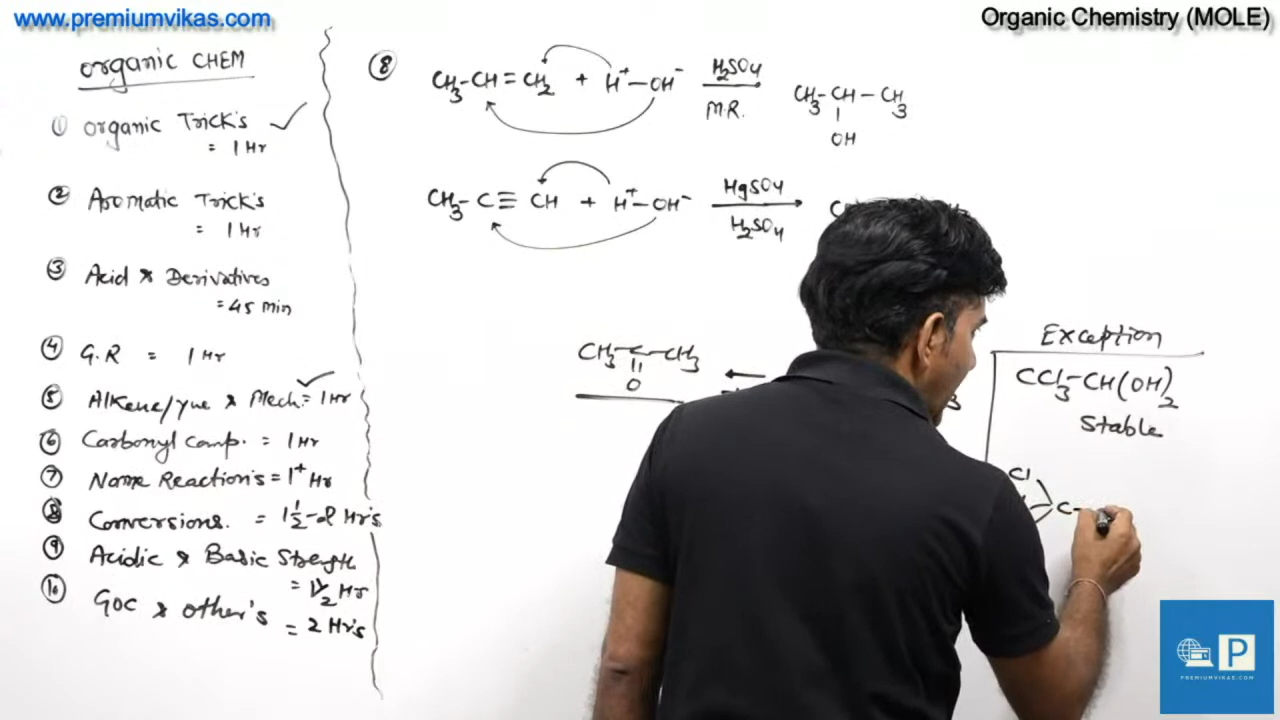 www.premiumvikas.com
Organic Chemistry (MOLE)
organic CHEM
① organic Trick's
= 1 Hr
② Aromatic Trick's
= 1 Hr
③ Acid & Derivatives
= 45 min
④ G.R = 1 Hr
⑤ Alkene/yne & Mech. = 1 Hr
⑥ Carbonyl Comp. = 1 Hr
⑦ Name Reaction's = 1⁺ Hr
⑧ Conversions. = 1½-2 Hr's
⑨ Acidic & Basic Strength
= 1½ Hr
⑩ GOC & other's
= 2 Hr's
⑧ CH₃-CH=CH₂ + H⁺-OH⁻ H₂SO₄
M.R.
CH₃-CH-CH₃
OH
CH₃-C≡CH + H⁺-OH⁻ HgSO₄
H₂SO₄
CH₃-C-CH₃
O
Exception
CCl₃-CH(OH)₂
Stable
Cl
C-
P
PREMIUMVIKAS.COM